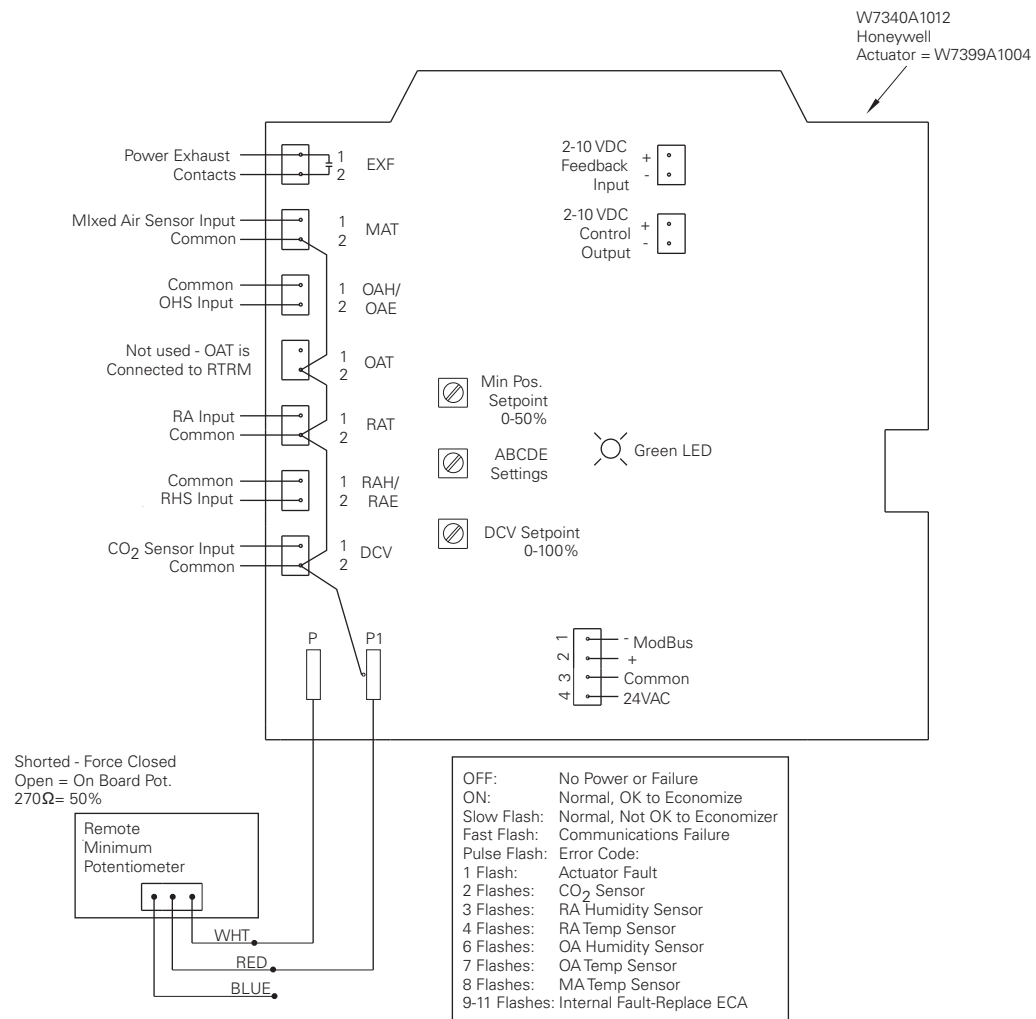 W7340A1012
Honeywell
Actuator = W7399A1004
Power Exhaust
Contacts
1
2
EXF
MIxed Air Sensor Input
Common
1
2
MAT
Common
OHS Input
1
2
OAH/
OAE
Not used - OAT is
Connected to RTRM
1
2
OAT
RA Input
Common
1
2
RAT
Common
RHS Input
1
2
RAH/
RAE
CO2 Sensor Input
Common
1
2
DCV
2-10 VDC
Feedback
Input
+
-
2-10 VDC
Control
Output
+
-
Min Pos.
Setpoint
0-50%
ABCDE
Settings
DCV Setpoint
0-100%
Green LED
P
P1
1
2
3
4
- ModBus
+
Common
24VAC
Shorted - Force Closed
Open = On Board Pot.
270Ω= 50%
Remote
Minimum
Potentiometer
WHT
RED
BLUE
OFF: No Power or Failure
ON: Normal, OK to Economize
Slow Flash: Normal, Not OK to Economizer
Fast Flash: Communications Failure
Pulse Flash: Error Code:
1 Flash: Actuator Fault
2 Flashes: CO2 Sensor
3 Flashes: RA Humidity Sensor
4 Flashes: RA Temp Sensor
6 Flashes: OA Humidity Sensor
7 Flashes: OA Temp Sensor
8 Flashes: MA Temp Sensor
9-11 Flashes: Internal Fault-Replace ECA